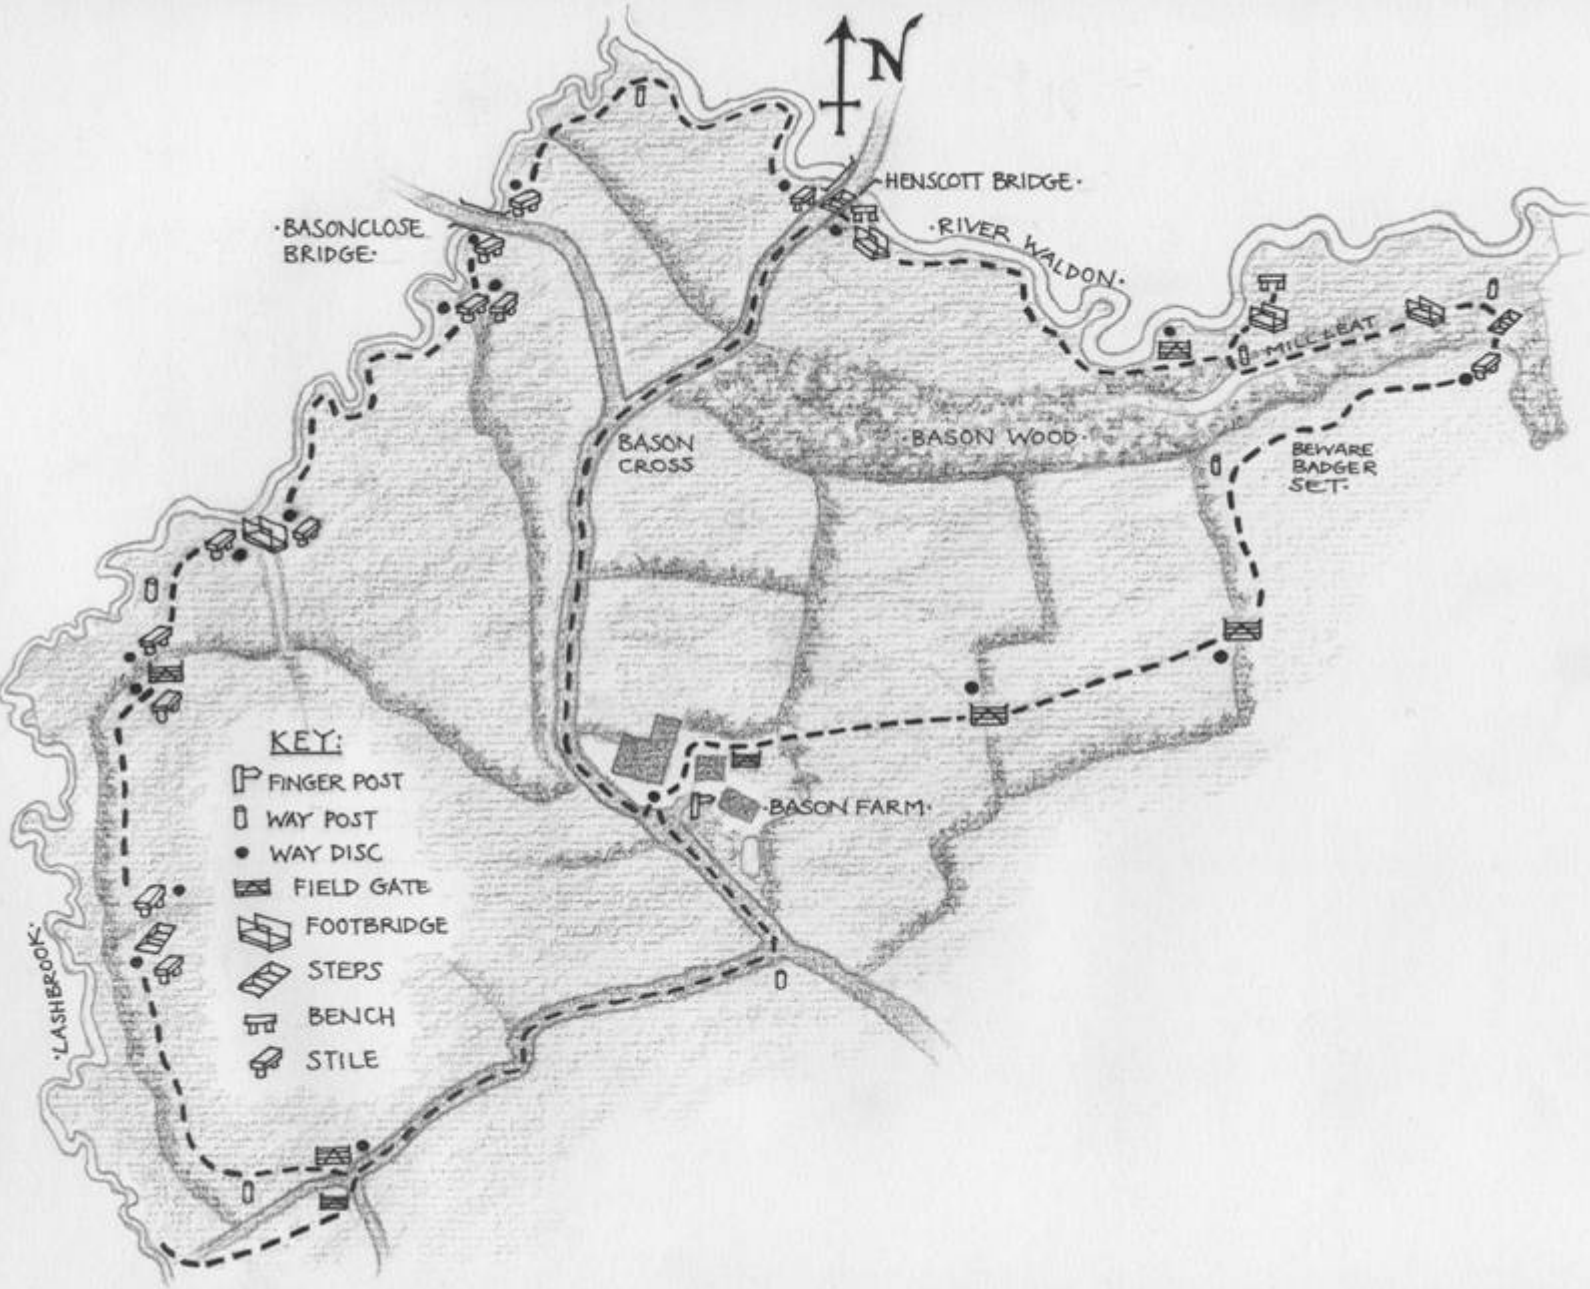 N
HENSCOTT BRIDGE·
·BASONCLOSE
BRIDGE·
·RIVER WALDON·
MILL LEAT
BASON
CROSS
·BASON WOOD·
BEWARE
BADGER
SET·
KEY:
FINGER POST
WAY POST
WAY DISC
FIELD GATE
FOOTBRIDGE
STEPS
BENCH
STILE
·BASON FARM·
·LASHBROOK·